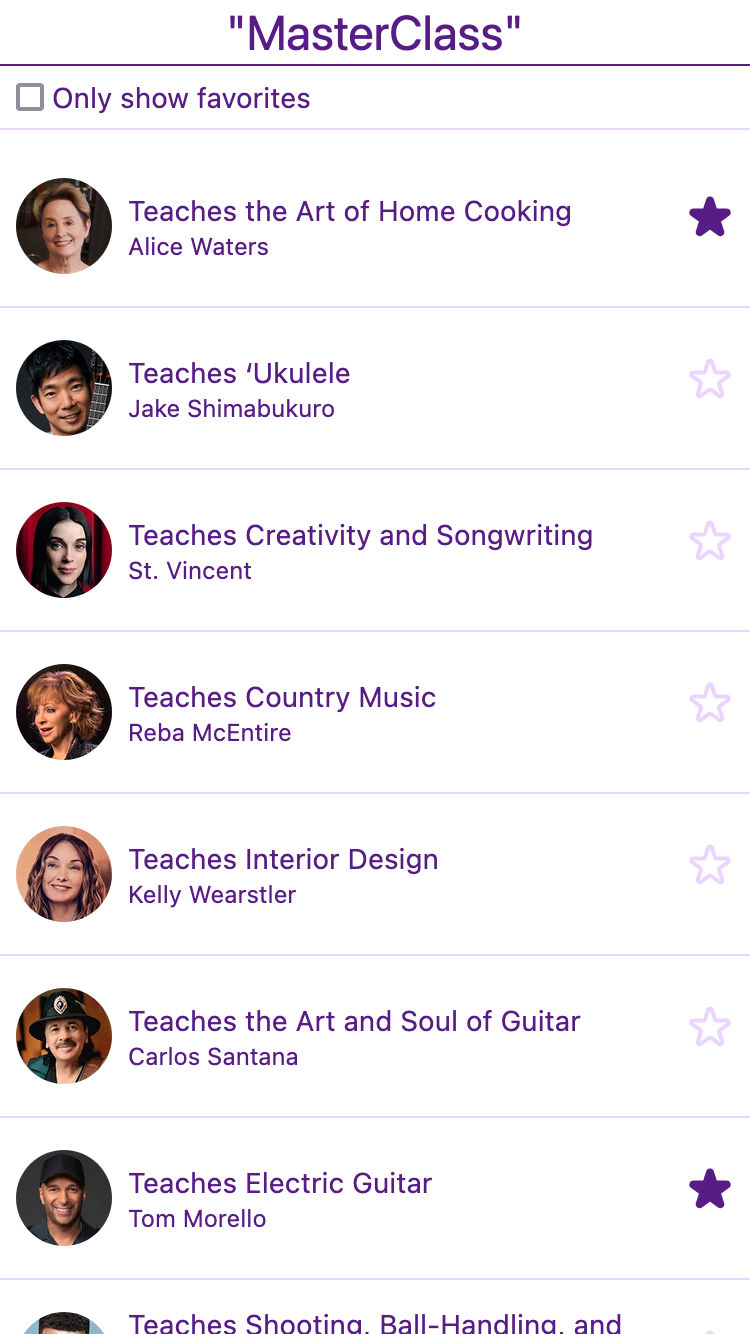 "MasterClass"
Only show favorites
Teaches the Art of Home Cooking
Alice Waters
Teaches ‘Ukulele
Jake Shimabukuro
Teaches Creativity and Songwriting
St. Vincent
Teaches Country Music
Reba McEntire
Teaches Interior Design
Kelly Wearstler
Teaches the Art and Soul of Guitar
Carlos Santana
Teaches Electric Guitar
Tom Morello
Teaches Shooting, Ball-Handling, and